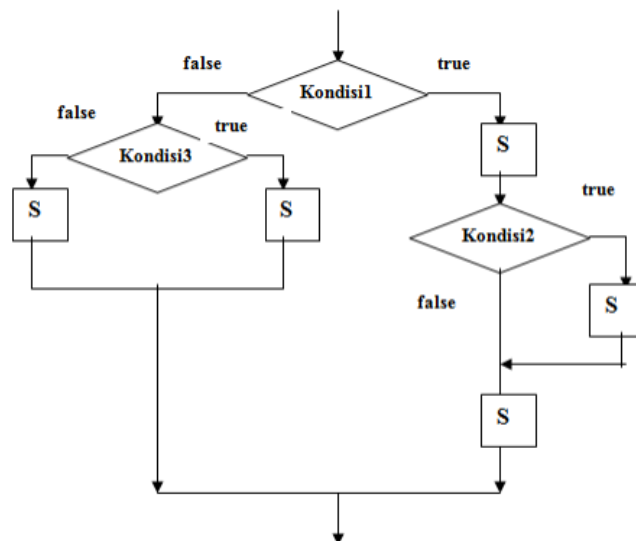 false
true
Kondisi1
false
true
Kondisi3
S
true
S
S
Kondisi2
false
S
S